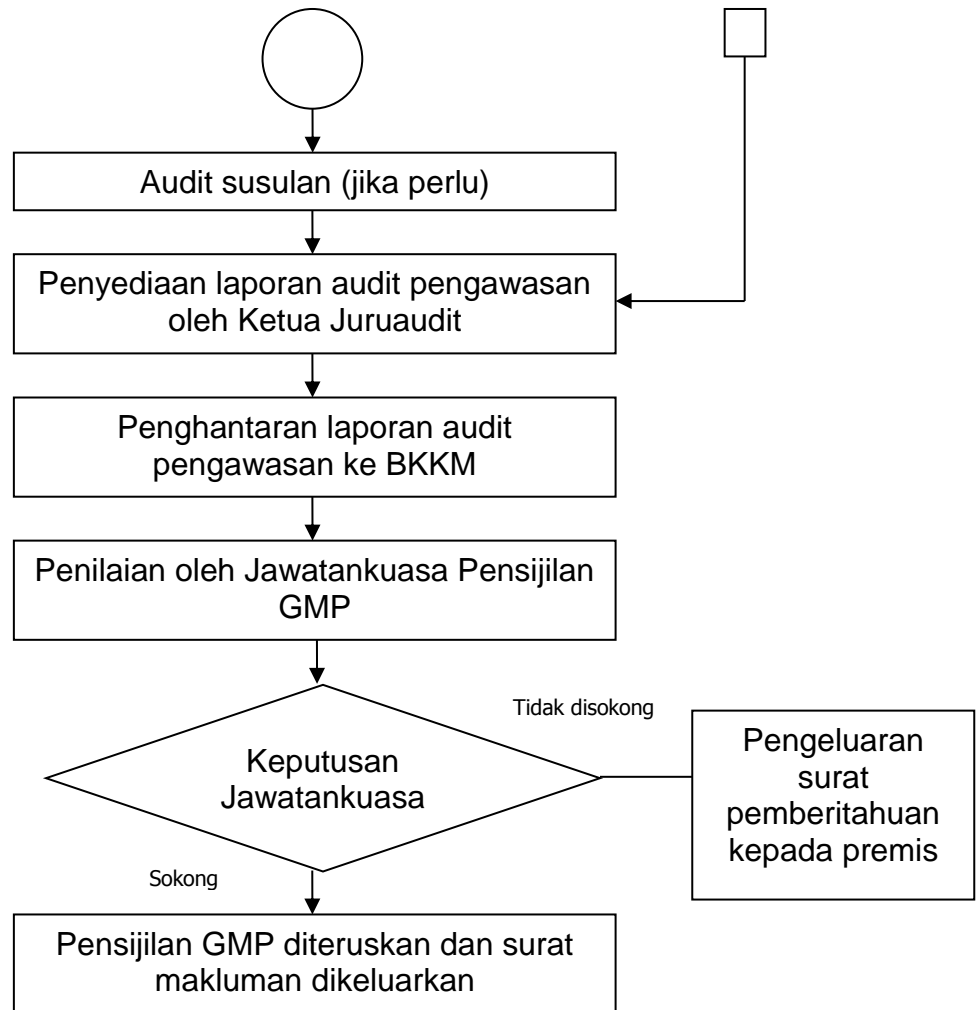 Audit susulan (jika perlu)
Penyediaan laporan audit pengawasan
oleh Ketua Juruaudit
Penghantaran laporan audit
pengawasan ke BKKM
Penilaian oleh Jawatankuasa Pensijilan
GMP
Tidak disokong
Keputusan
Jawatankuasa
Pengeluaran
surat
pemberitahuan
kepada premis
Sokong
Pensijilan GMP diteruskan dan surat
makluman dikeluarkan